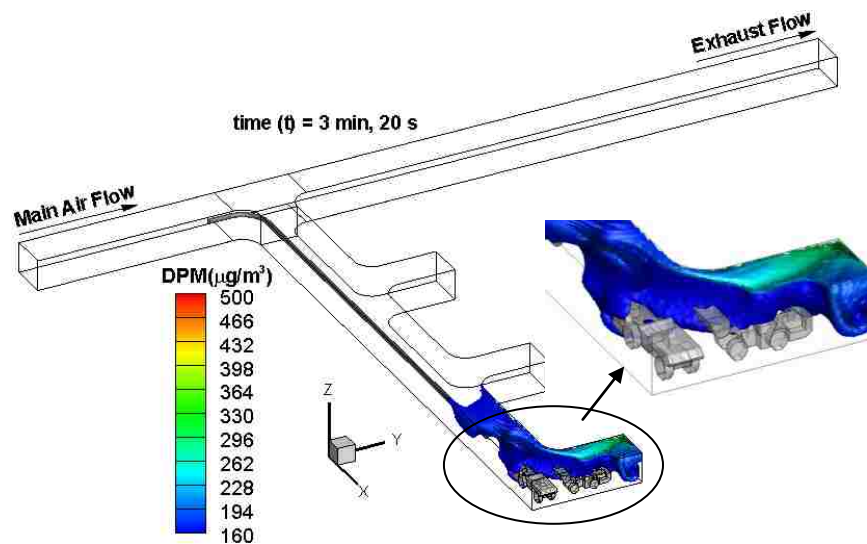 Exhaust Flow
time (t) = 3 min, 20 s
Main Air Flow
DPM(μg/m³)
500
466
432
398
364
330
296
262
228
194
160
Z
Y
X